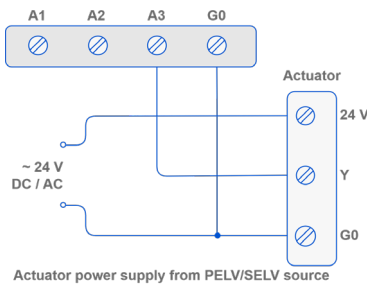 A1 A2 A3 G0
Actuator
24 V
~ 24 V
DC / AC
Y
G0
Actuator power supply from PELV/SELV source